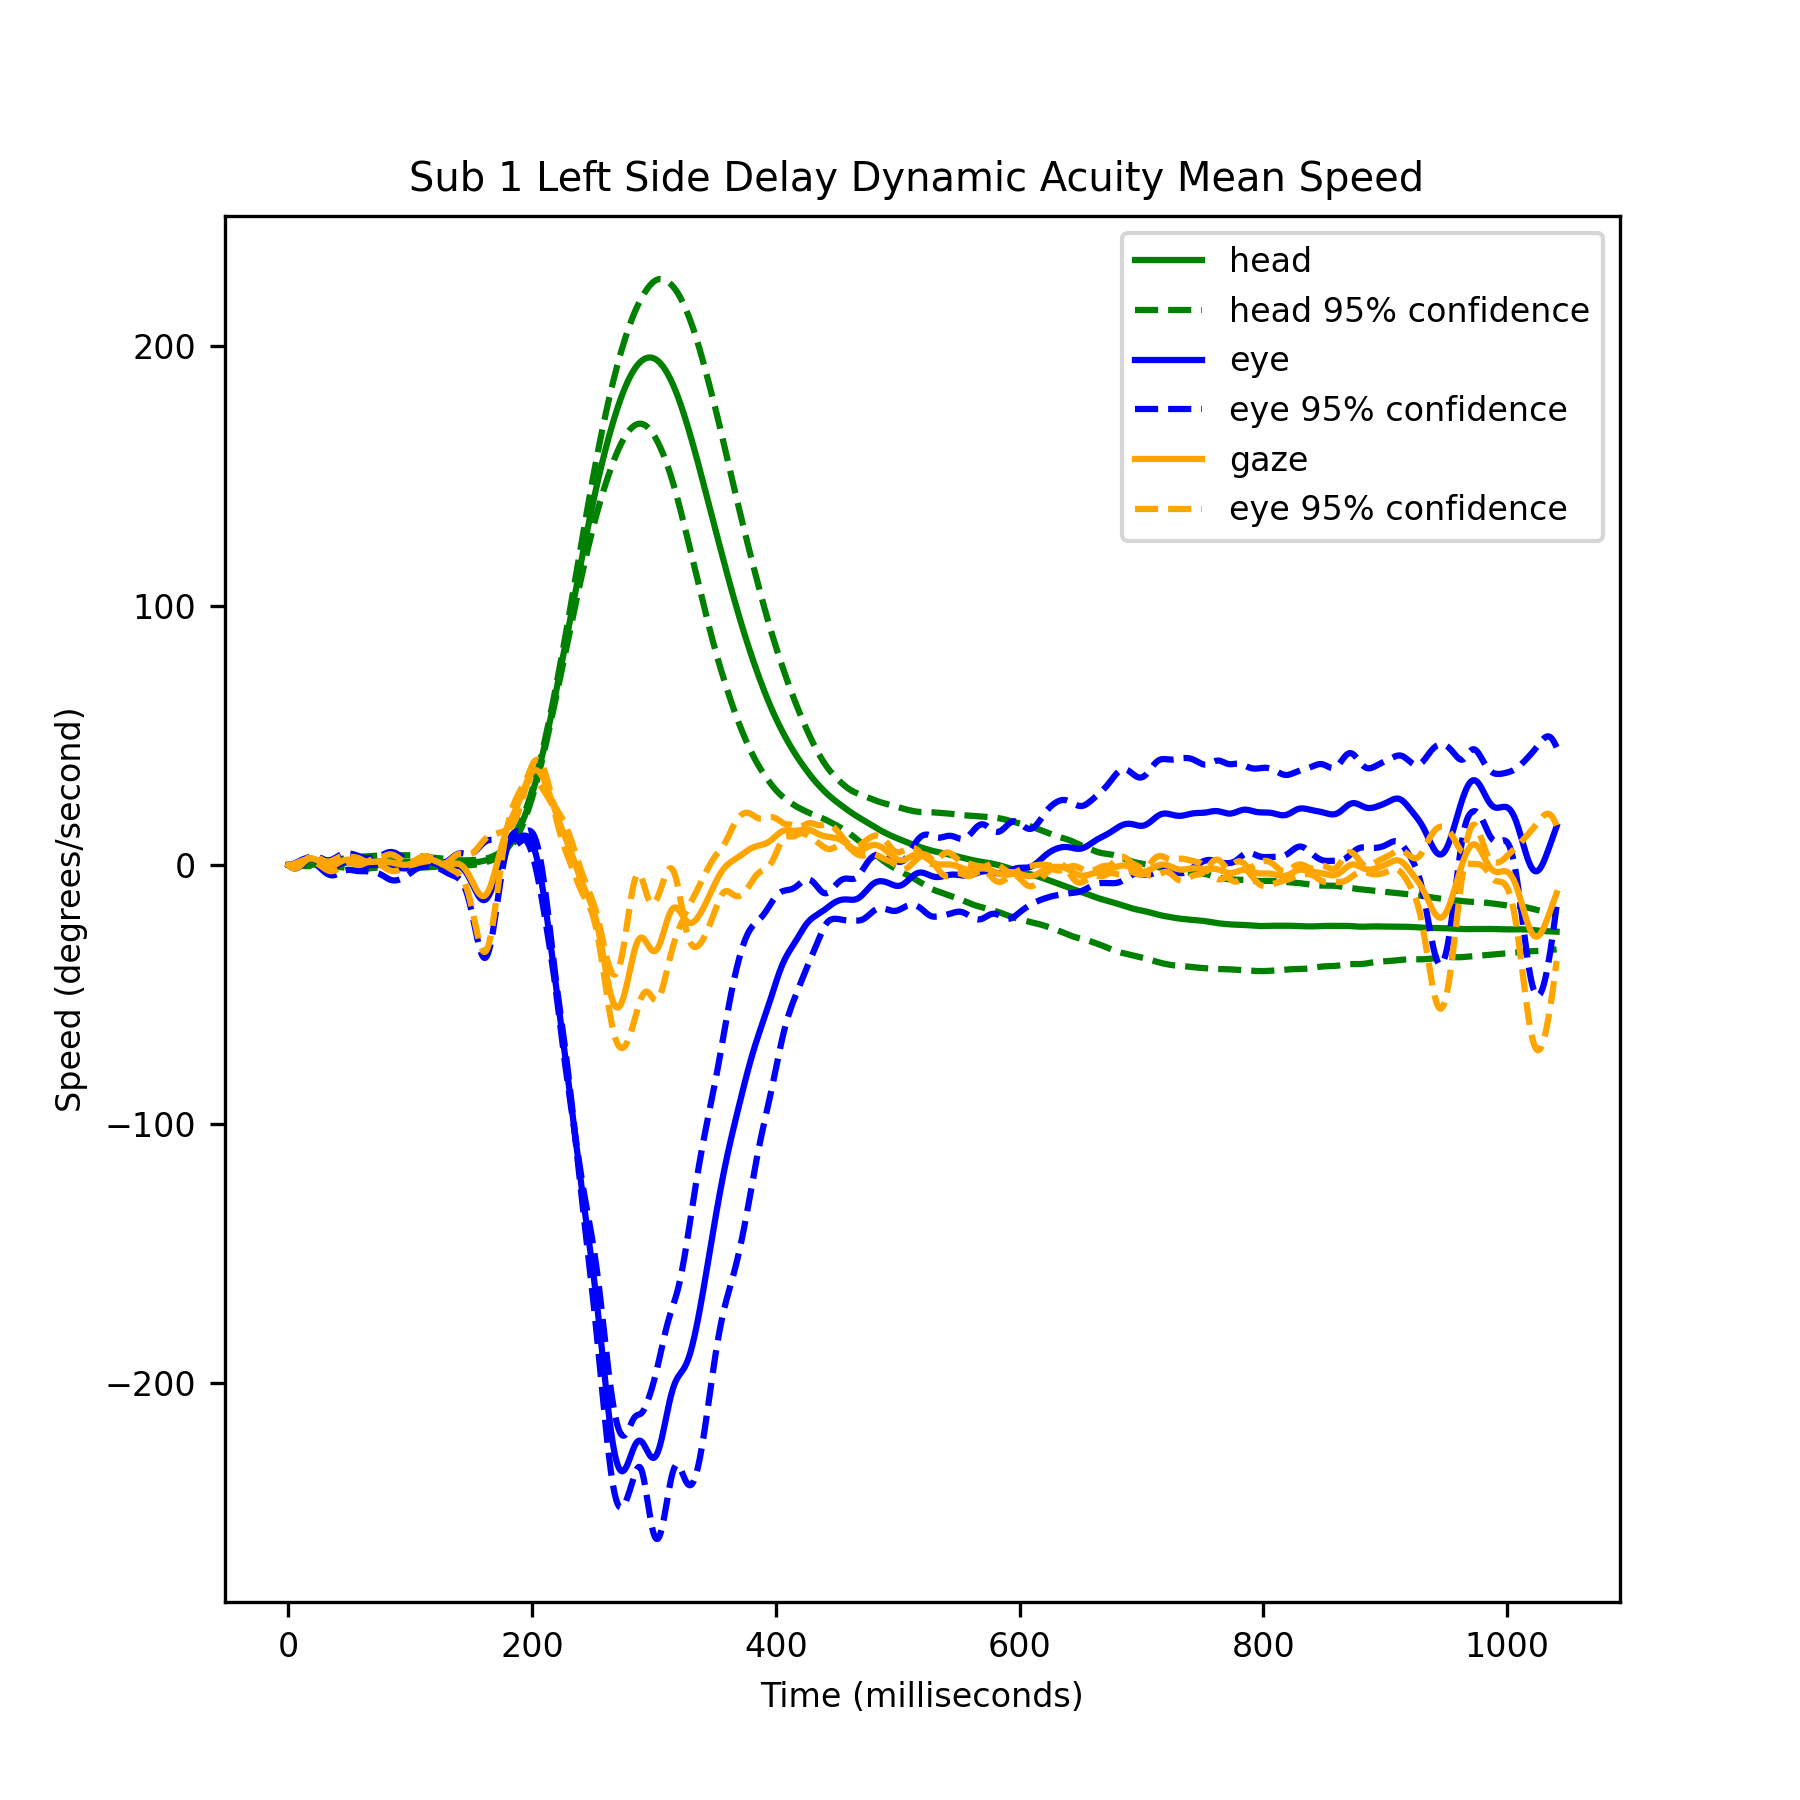 Sub 1 Left Side Delay Dynamic Acuity Mean Speed
head
head 95% confidence
eye
eye 95% confidence
gaze
eye 95% confidence
200
100
0
−100
−200
Speed (degrees/second)
0 200 400 600 800 1000
Time (milliseconds)